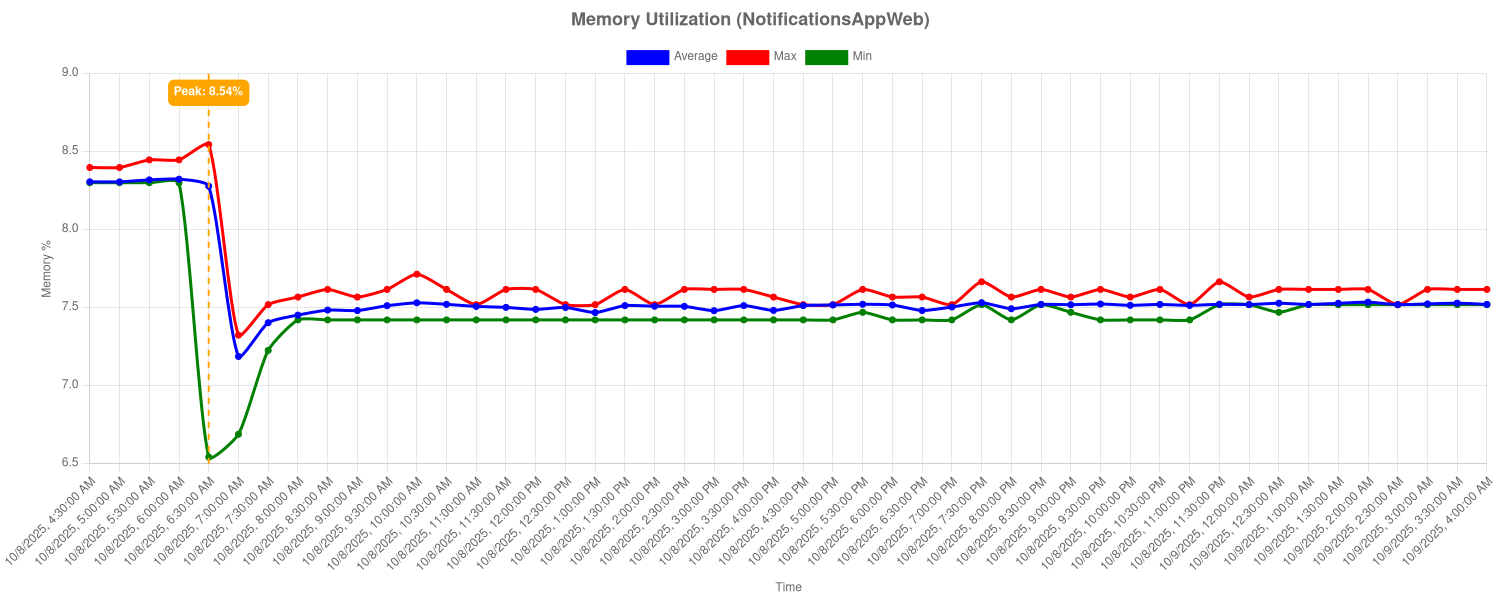 Memory Utilization (NotificationsAppWeb)
Average Max Min
Peak: 8.54%
9.0
8.5
8.0
7.5
7.0
6.5
Memory %
10/8/2025, 4:30:00 AM
10/8/2025, 5:00:00 AM
10/8/2025, 5:30:00 AM
10/8/2025, 6:00:00 AM
10/8/2025, 6:30:00 AM
10/8/2025, 7:00:00 AM
10/8/2025, 7:30:00 AM
10/8/2025, 8:00:00 AM
10/8/2025, 8:30:00 AM
10/8/2025, 9:00:00 AM
10/8/2025, 9:30:00 AM
10/8/2025, 10:00:00 AM
10/8/2025, 10:30:00 AM
10/8/2025, 11:00:00 AM
10/8/2025, 11:30:00 AM
10/8/2025, 12:00:00 PM
10/8/2025, 12:30:00 PM
10/8/2025, 1:00:00 PM
10/8/2025, 1:30:00 PM
10/8/2025, 2:00:00 PM
10/8/2025, 2:30:00 PM
10/8/2025, 3:00:00 PM
10/8/2025, 3:30:00 PM
10/8/2025, 4:00:00 PM
10/8/2025, 4:30:00 PM
10/8/2025, 5:00:00 PM
10/8/2025, 5:30:00 PM
10/8/2025, 6:00:00 PM
10/8/2025, 6:30:00 PM
10/8/2025, 7:00:00 PM
10/8/2025, 7:30:00 PM
10/8/2025, 8:00:00 PM
10/8/2025, 8:30:00 PM
10/8/2025, 9:00:00 PM
10/8/2025, 9:30:00 PM
10/8/2025, 10:00:00 PM
10/8/2025, 10:30:00 PM
10/8/2025, 11:00:00 PM
10/8/2025, 11:30:00 PM
10/9/2025, 12:00:00 AM
10/9/2025, 12:30:00 AM
10/9/2025, 1:00:00 AM
10/9/2025, 1:30:00 AM
10/9/2025, 2:00:00 AM
10/9/2025, 2:30:00 AM
10/9/2025, 3:00:00 AM
10/9/2025, 3:30:00 AM
10/9/2025, 4:00:00 AM
Time